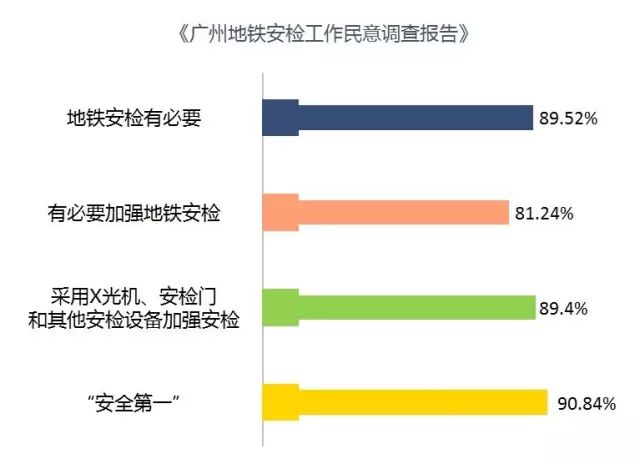 《广州地铁安检工作民意调查报告》
地铁安检有必要
89.52%
有必要加强地铁安检
81.24%
采用X光机、安检门
和其他安检设备加强安检
89.4%
“安全第一”
90.84%